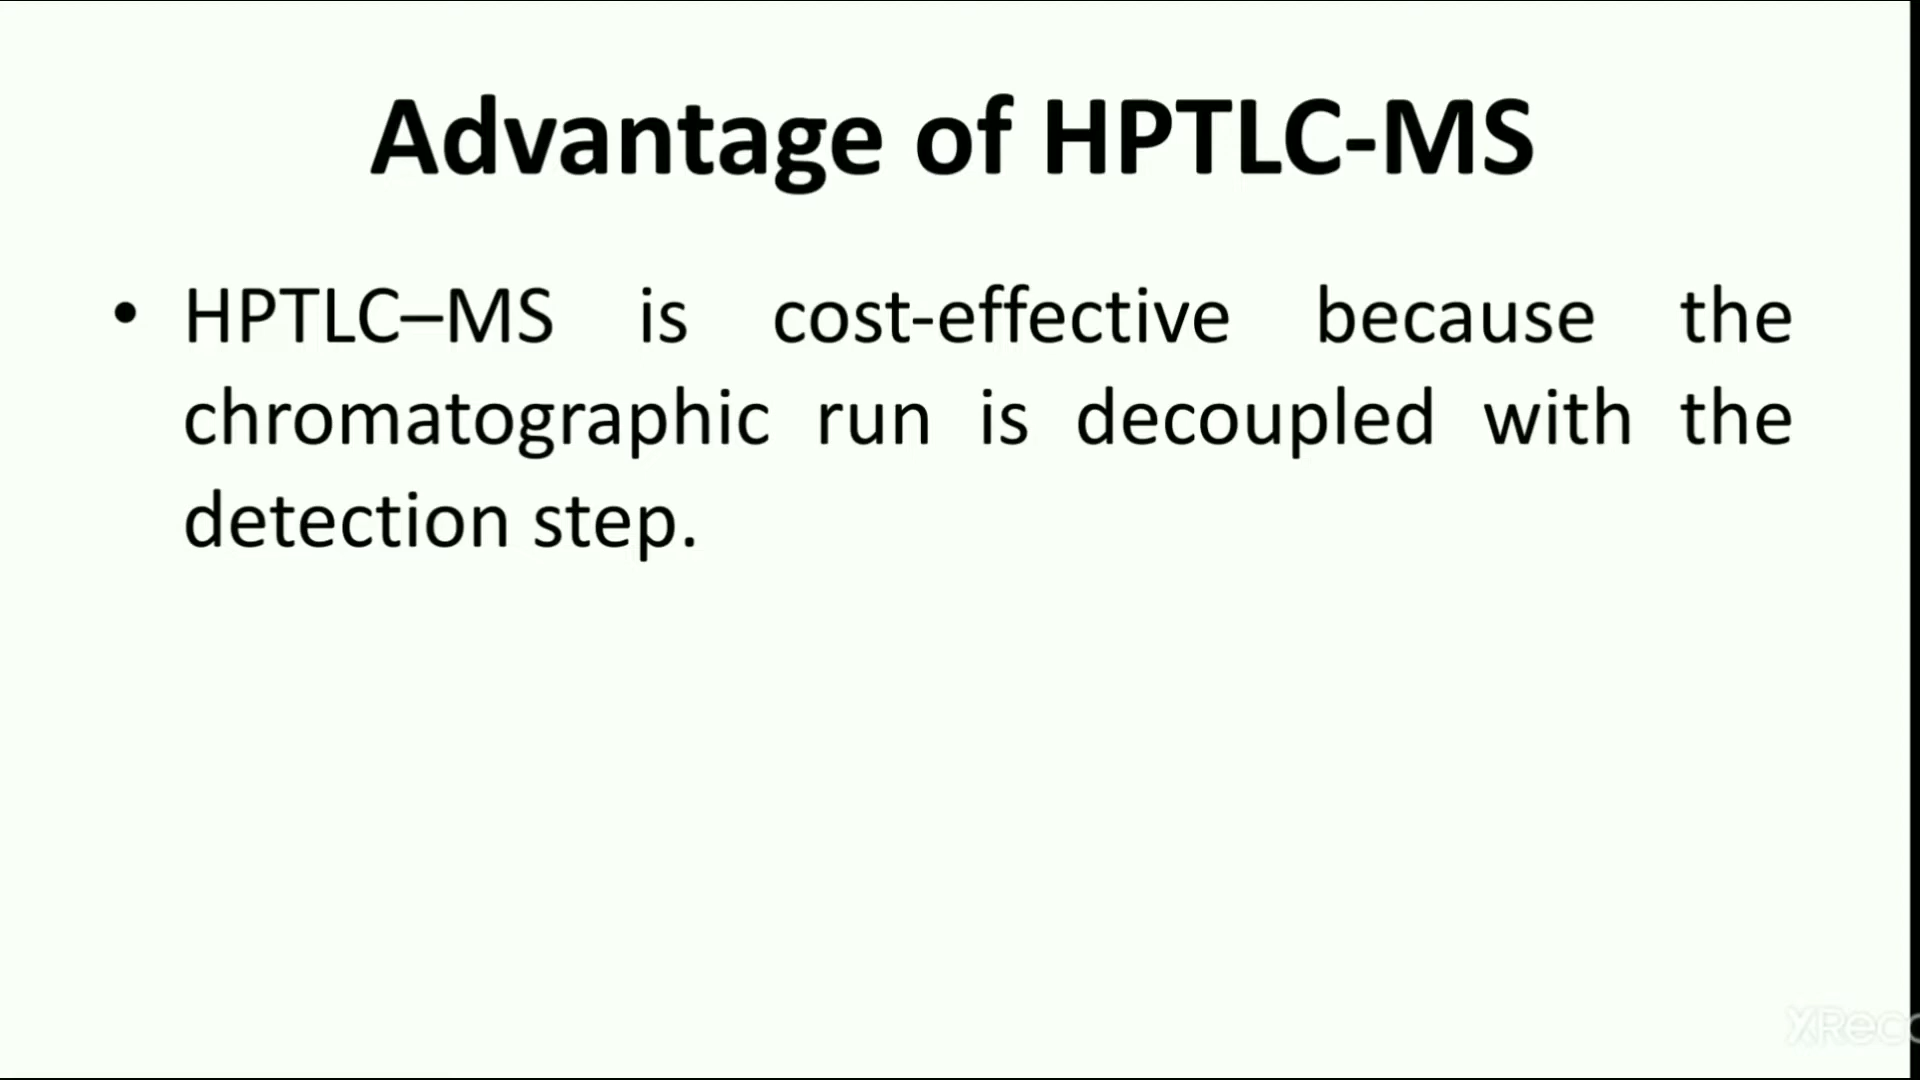 Advantage of HPTLC-MS
• HPTLC–MS is cost-effective because the
chromatographic run is decoupled with the
detection step.
XRec